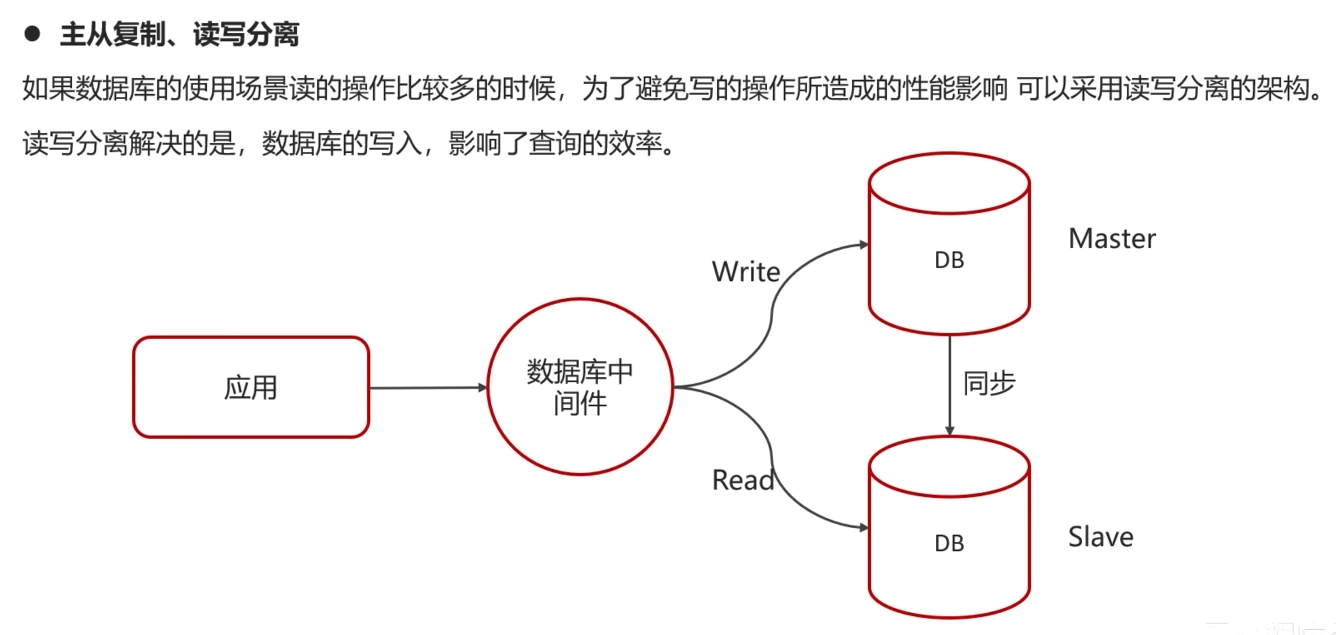 ● 主从复制、读写分离
如果数据库的使用场景读的操作比较多的时候，为了避免写的操作所造成的性能影响 可以采用读写分离的架构。
读写分离解决的是，数据库的写入，影响了查询的效率。
DB
Master
Write
应用
数据库中
间件
同步
Read
DB
Slave